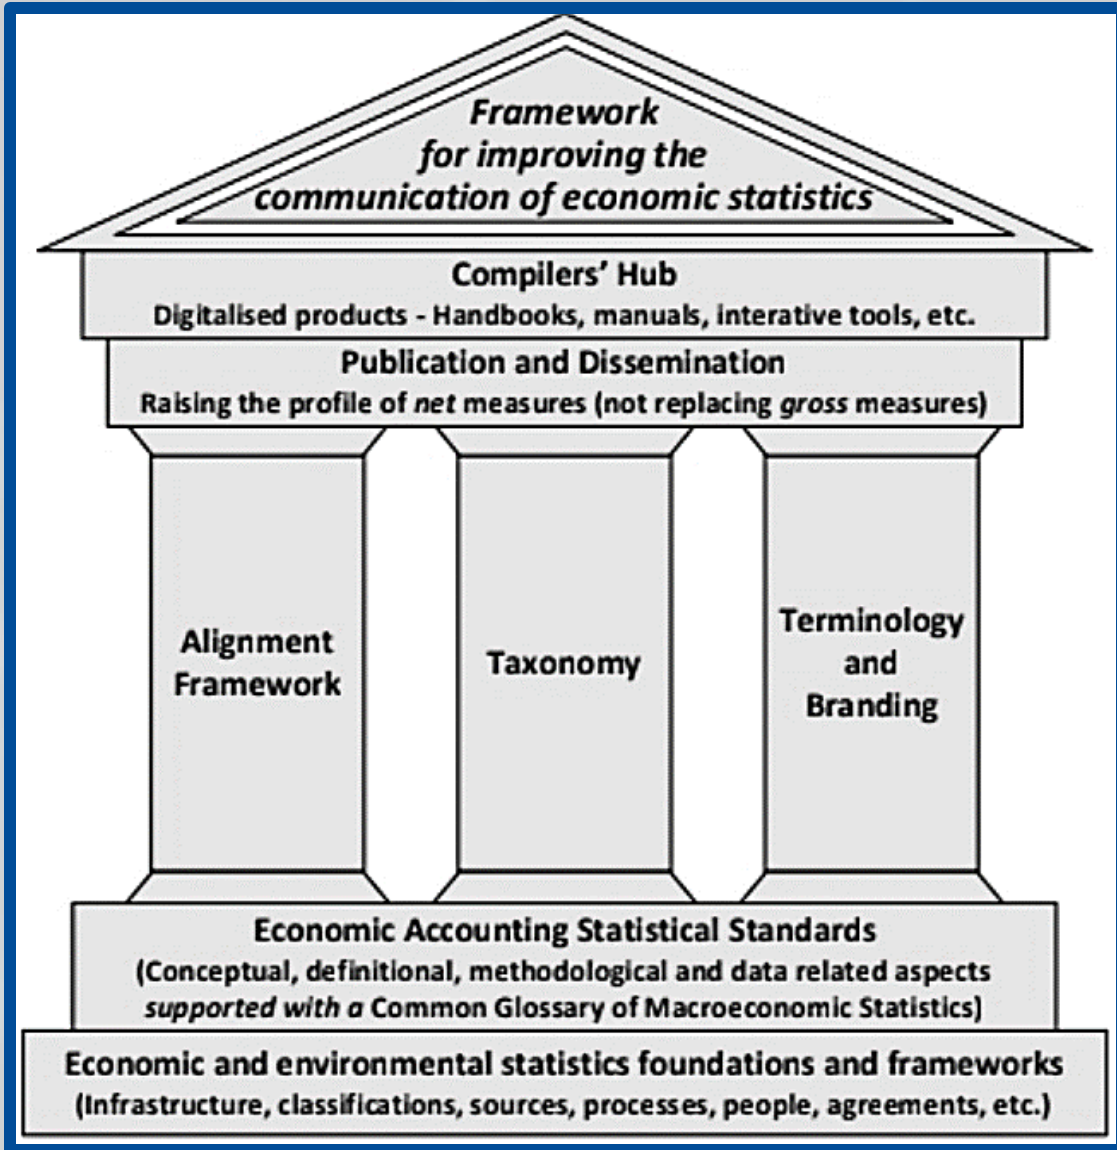 Framework
for improving the
communication of economic statistics
Compilers’ Hub
Digitalised products - Handbooks, manuals, interative tools, etc.
Publication and Dissemination
Raising the profile of net measures (not replacing gross measures)
Alignment
Framework
Taxonomy
Terminology
and
Branding
Economic Accounting Statistical Standards
(Conceptual, definitional, methodological and data related aspects
supported with a Common Glossary of Macroeconomic Statistics)
Economic and environmental statistics foundations and frameworks
(Infrastructure, classifications, sources, processes, people, agreements, etc.)